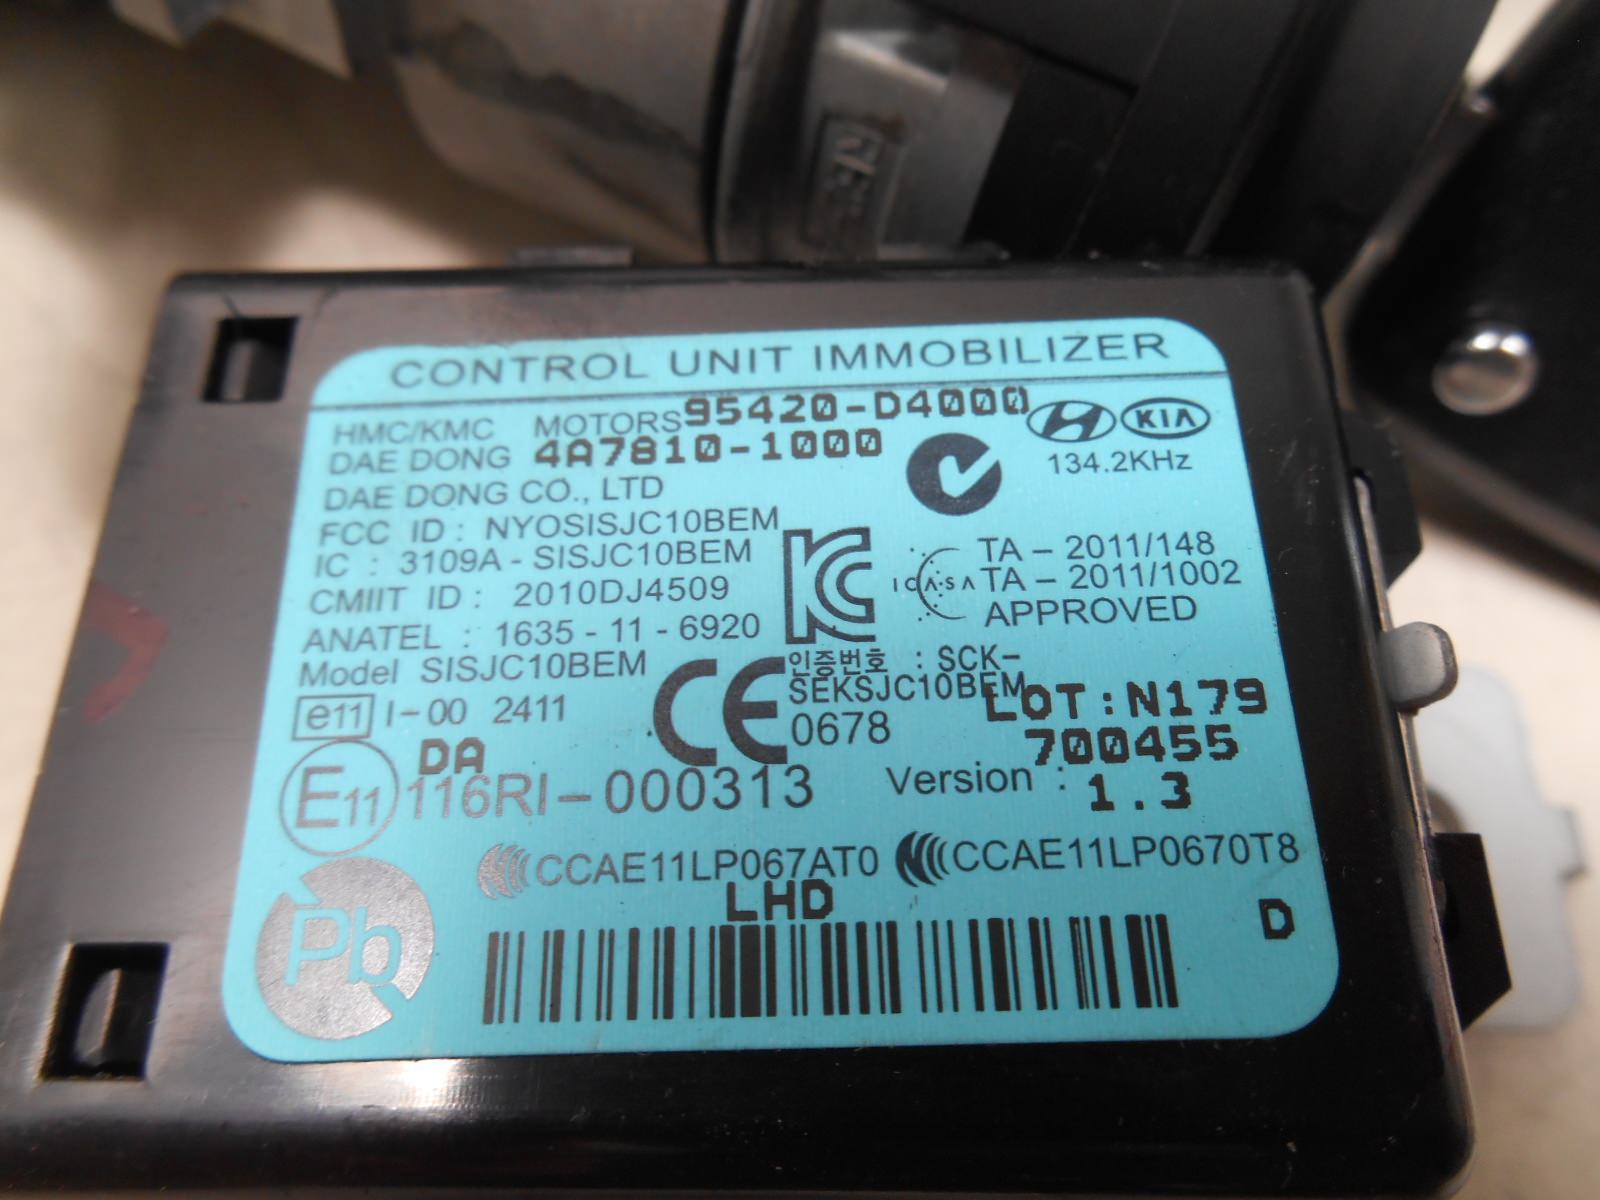 CONTROL UNIT IMMOBILIZER
HMC/KMC MOTORS 95420-D4000
DAE DONG 4A7810-1000
KIA
134.2KHz
DAE DONG CO., LTD
FCC ID : NYOSISJC10BEM
IC : 3109A - SISJC10BEM
CMIIT ID : 2010DJ4509
ANATEL : 1635 - 11 - 6920
ICASA
TA - 2011/148
TA - 2011/1002
APPROVED
Model SISJC10BEM
인증번호 : SCK-
SEKSJC10BEM
e11 I-00 2411
CE 0678
LOT:N179
700455
DA
E11 116RI-000313
Version : 1.3
CCAE11LP067AT0 CCAE11LP0670T8
LHD
D
Pb